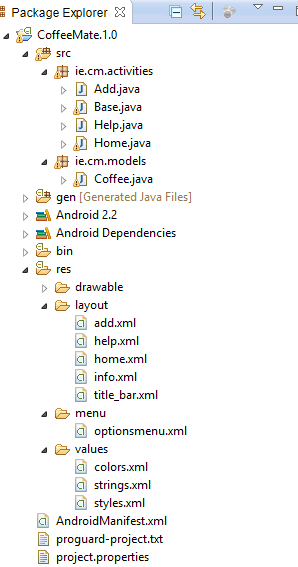 Package Explorer
CoffeeMate.1.0
src
ie.cm.activities
Add.java
Base.java
Help.java
Home.java
ie.cm.models
Coffee.java
gen [Generated Java Files]
Android 2.2
Android Dependencies
bin
res
drawable
layout
add.xml
help.xml
home.xml
info.xml
title_bar.xml
menu
optionsmenu.xml
values
colors.xml
strings.xml
styles.xml
AndroidManifest.xml
proguard-project.txt
project.properties